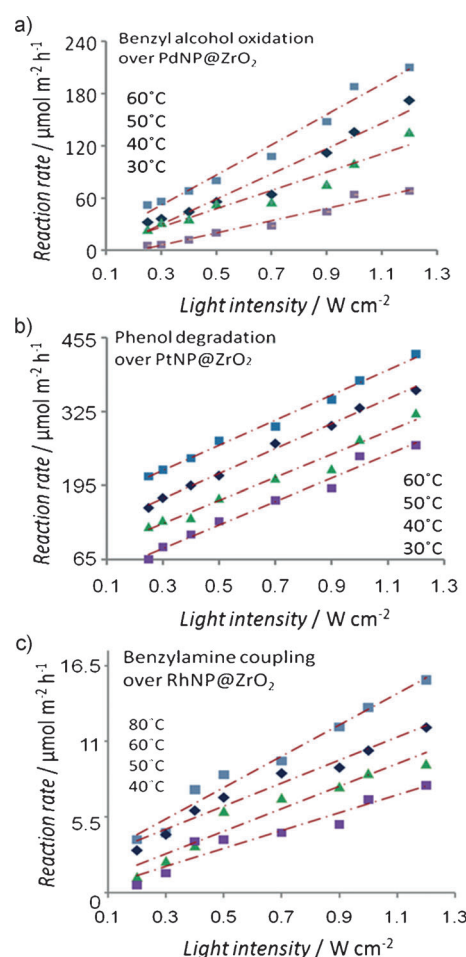 a)
Benzyl alcohol oxidation
over PdNP@ZrO₂
60˚C
50˚C
40˚C
30˚C
Reaction rate / µmol m⁻² h⁻¹
240
180
120
60
0
0.1 0.3 0.5 0.7 0.9 1.1 1.3
Light intensity / W cm⁻²
b)
Phenol degradation
over PtNP@ZrO₂
Reaction rate / µmol m⁻² h⁻¹
455
325
195
65
60˚C
50˚C
40˚C
30˚C
0.1 0.3 0.5 0.7 0.9 1.1 1.3
Light intensity / W cm⁻²
c)
Benzylamine coupling
over RhNP@ZrO₂
80˚C
60˚C
50˚C
40˚C
Reaction rate / µmol m⁻² h⁻¹
16.5
11
5.5
0
0.1 0.3 0.5 0.7 0.9 1.1 1.3
Light intensity / W cm⁻²